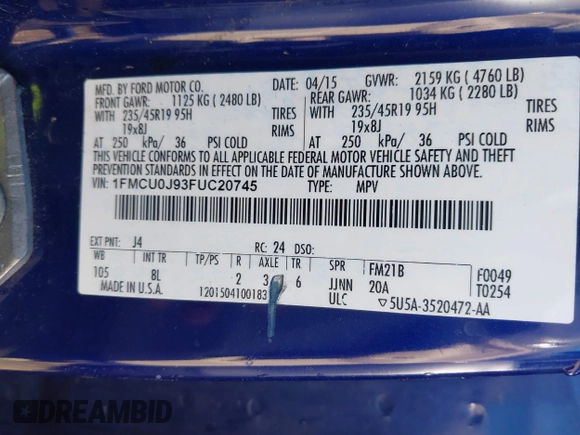 MFD. BY FORD MOTOR CO.
04/15 GVWR: 2159 KG ( 4760 LB)
FRONT GAWR: 1125 KG ( 2480 LB) REAR GAWR: 1034 KG ( 2280 LB)
WITH 235/45R19 95H TIRES WITH 235/45R19 95H TIRES
19x8J RIMS 19x8J RIMS
AT 250 kPa/ 36 PSI COLD AT 250 kPa/ 36 PSI COLD
THIS VEHICLE CONFORMS TO ALL APPLICABLE FEDERAL MOTOR VEHICLE SAFETY AND THEFT
PREVENTION STANDARDS IN EFFECT ON THE DATE OF MANUFACTURE SHOWN ABOVE.
VIN: 1FMCU0J93FUC20745 TYPE: MPV
EXT PNT: J4 RC: 24 DSO:
WB INT TR TP/PS R AXLE TR SPR FM21B F0049
105 8L 2 3 6 JJNN 20A T0254
MADE IN U.S.A. 1201504100183 ULC 5U5A-3520472-AA
DREAMBID